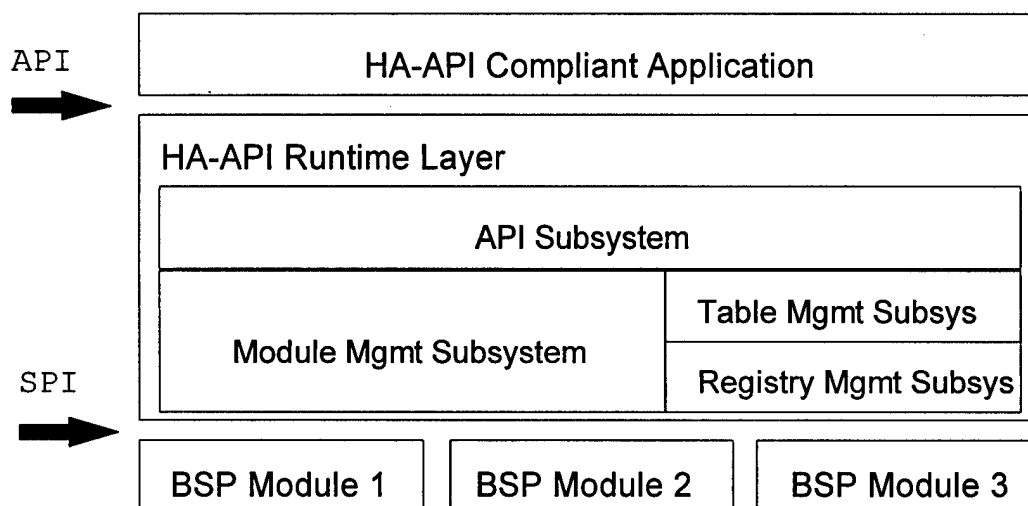 API
HA-API Compliant Application
HA-API Runtime Layer
API Subsystem
Module Mgmt Subsystem
Table Mgmt Subsys
Registry Mgmt Subsys
SPI
BSP Module 1
BSP Module 2
BSP Module 3